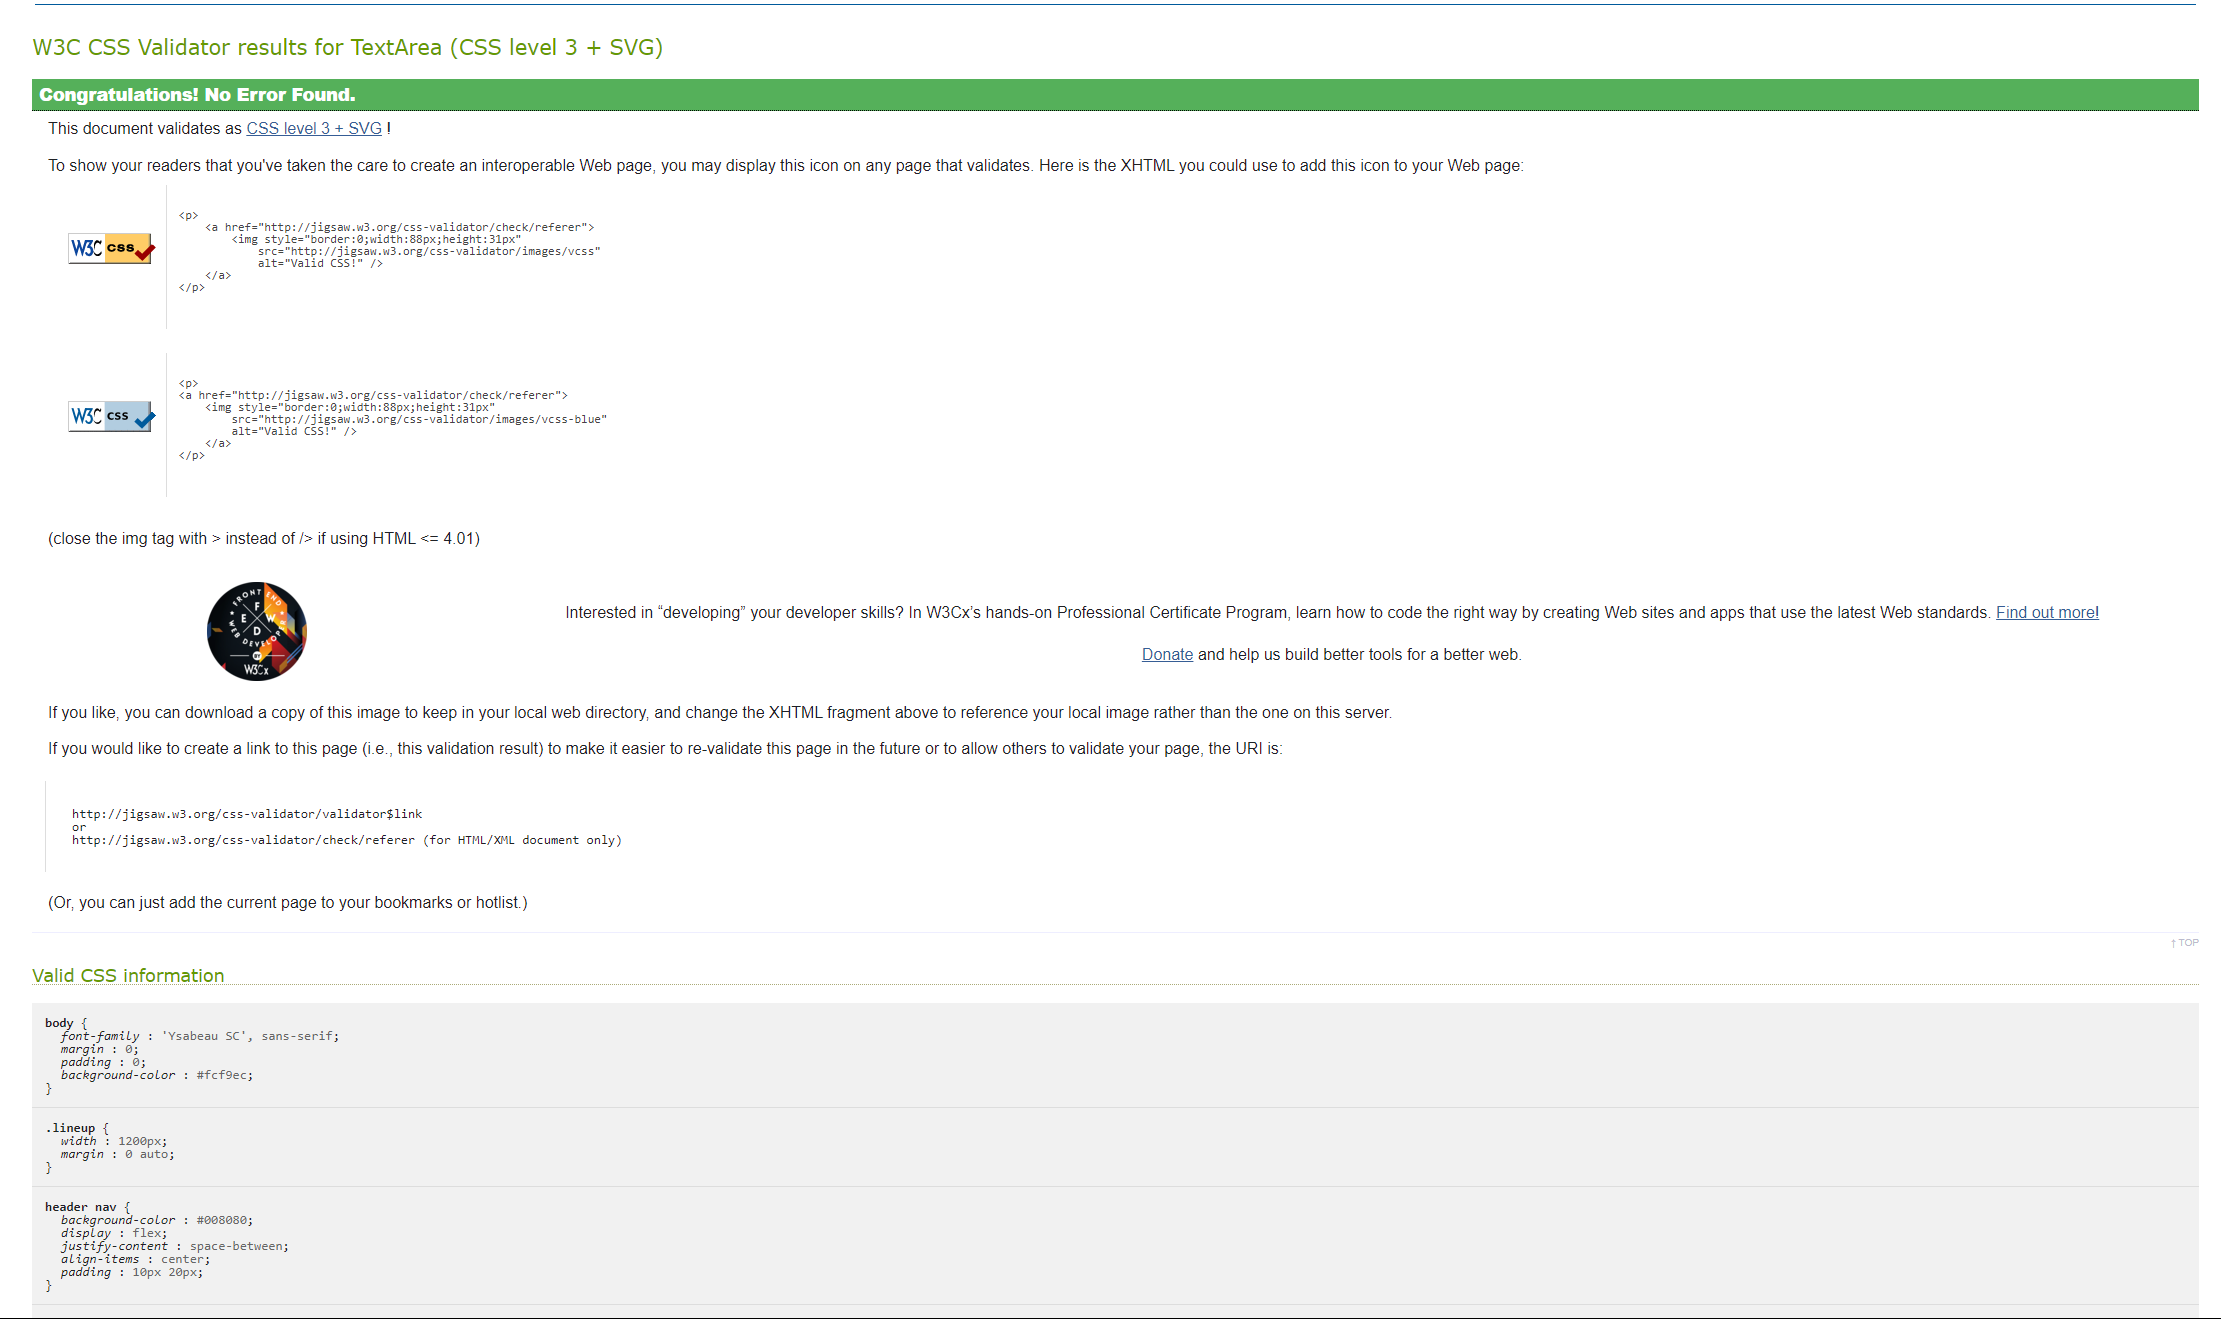 W3C CSS Validator results for TextArea (CSS level 3 + SVG)
Congratulations! No Error Found.
This document validates as CSS level 3 + SVG !
To show your readers that you've taken the care to create an interoperable Web page, you may display this icon on any page that validates. Here is the XHTML you could use to add this icon to your Web page:
W3C css
<p>
<a href="http://jigsaw.w3.org/css-validator/check/referer">
<img style="border:0;width:88px;height:31px"
src="http://jigsaw.w3.org/css-validator/images/vcss"
alt="Valid CSS!" />
</a>
</p>
W3C css
<p>
<a href="http://jigsaw.w3.org/css-validator/check/referer">
<img style="border:0;width:88px;height:31px"
src="http://jigsaw.w3.org/css-validator/images/vcss-blue"
alt="Valid CSS!" />
</a>
</p>
(close the img tag with > instead of /> if using HTML <= 4.01)
FRONT END
F
E W
D
WEB DEVELOPER
BY
W3Cx
Interested in “developing” your developer skills? In W3Cx’s hands-on Professional Certificate Program, learn how to code the right way by creating Web sites and apps that use the latest Web standards. Find out more!
Donate and help us build better tools for a better web.
If you like, you can download a copy of this image to keep in your local web directory, and change the XHTML fragment above to reference your local image rather than the one on this server.
If you would like to create a link to this page (i.e., this validation result) to make it easier to re-validate this page in the future or to allow others to validate your page, the URI is:
http://jigsaw.w3.org/css-validator/validator$link
or
http://jigsaw.w3.org/css-validator/check/referer (for HTML/XML document only)
(Or, you can just add the current page to your bookmarks or hotlist.)
↑ TOP
Valid CSS information
body {
font-family : 'Ysabeau SC', sans-serif;
margin : 0;
padding : 0;
background-color : #fcf9ec;
}
.lineup {
width : 1200px;
margin : 0 auto;
}
header nav {
background-color : #008080;
display : flex;
justify-content : space-between;
align-items : center;
padding : 10px 20px;
}